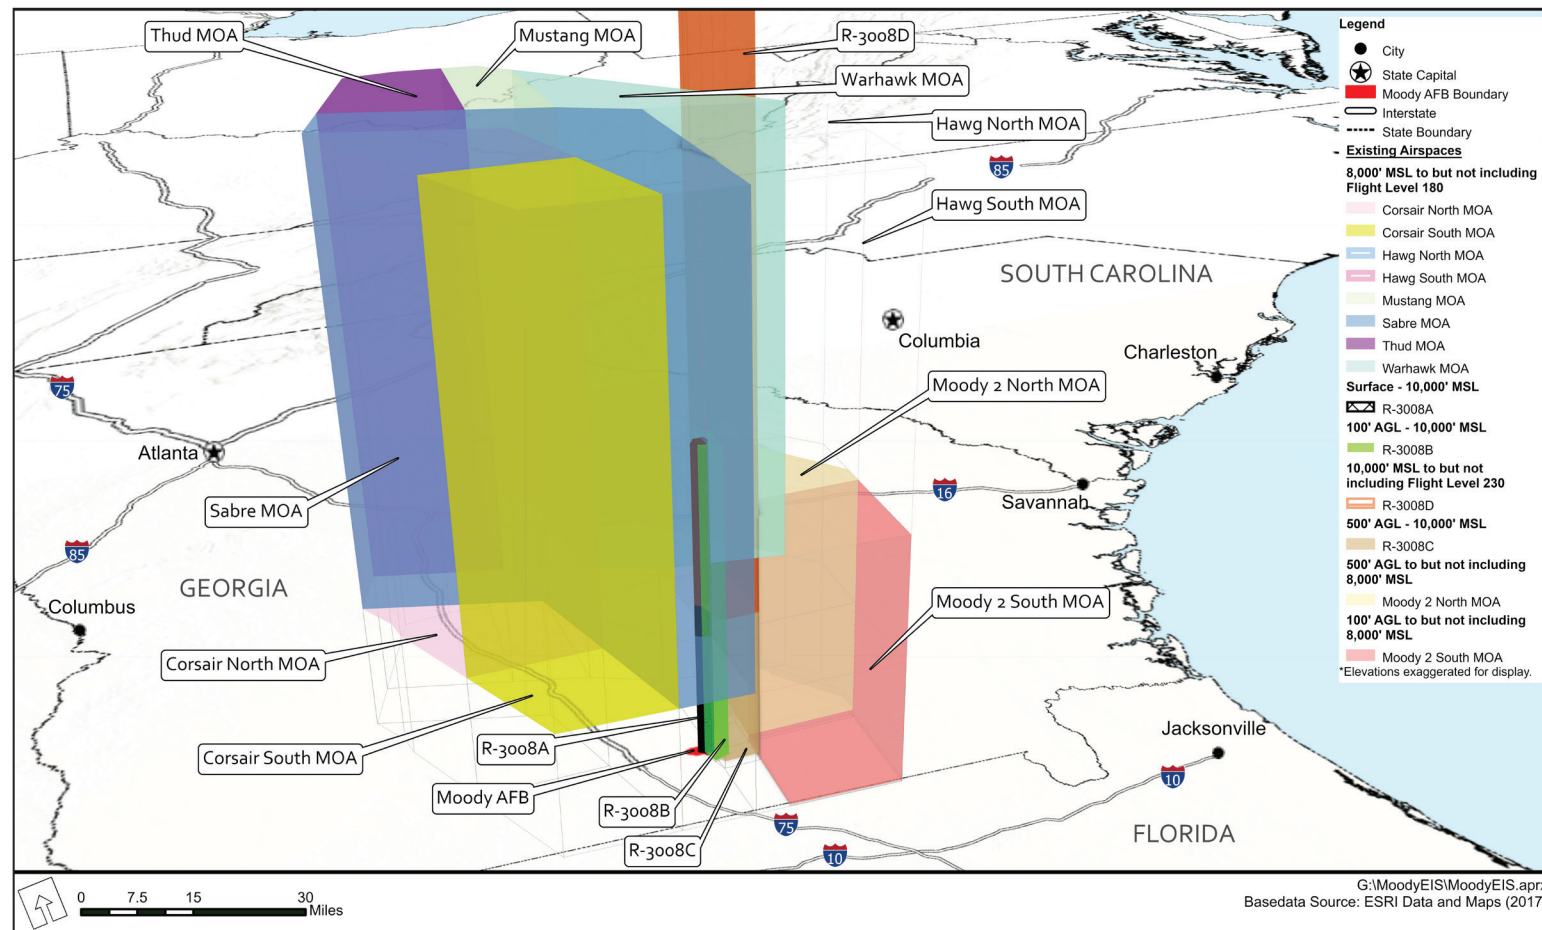 Thud MOA
Mustang MOA
R-3008D
Warhawk MOA
Hawg North MOA
85
Hawg South MOA
SOUTH CAROLINA
Columbia
Charleston
75
Moody 2 North MOA
Atlanta
16
Savannah
Sabre MOA
85
GEORGIA
Columbus
Moody 2 South MOA
Corsair North MOA
Corsair South MOA
R-3008A
Moody AFB
R-3008B
R-3008C
Jacksonville
10
75
FLORIDA
10
Legend
City
State Capital
Moody AFB Boundary
Interstate
State Boundary
Existing Airspaces
8,000' MSL to but not including
Flight Level 180
Corsair North MOA
Corsair South MOA
Hawg North MOA
Hawg South MOA
Mustang MOA
Sabre MOA
Thud MOA
Warhawk MOA
Surface - 10,000' MSL
R-3008A
100' AGL - 10,000' MSL
R-3008B
10,000' MSL to but not
including Flight Level 230
R-3008D
500' AGL - 10,000' MSL
R-3008C
500' AGL to but not including
8,000' MSL
Moody 2 North MOA
100' AGL to but not including
8,000' MSL
Moody 2 South MOA
*Elevations exaggerated for display.
0 7.5 15 30
Miles
G:\MoodyEIS\MoodyEIS.apr
Basedata Source: ESRI Data and Maps (2017